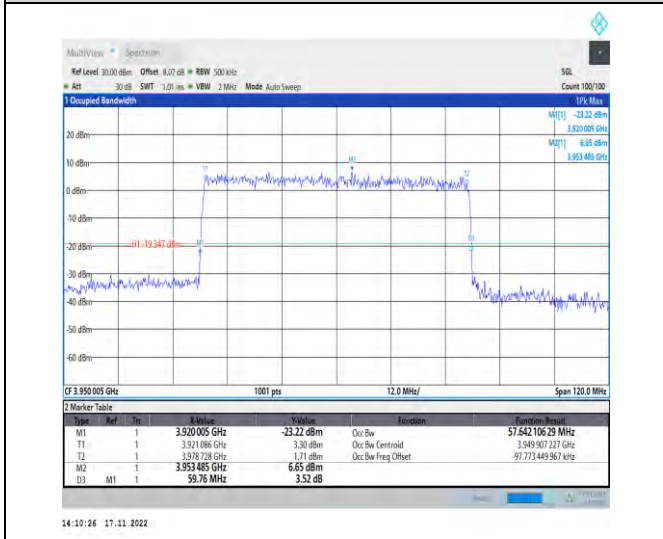 MultiView Spectrum
Ref Level 30.00 dBm Offset 8.07 dB RBW 500 kHz SGL
Att 30 dB SWT 1.01 ms VBW 2 MHz Mode Auto Sweep Count 100/100
1 Occupied Bandwidth 1Pk Max
M1[1] -23.22 dBm
3.920 005 GHz
M2[1] 6.65 dBm
3.953 485 GHz
20 dBm
M2
10 dBm
0 dBm
-10 dBm
-20 dBm H1 -19.347 dBm M1
-30 dBm
-40 dBm
-50 dBm
-60 dBm
CF 3.950 005 GHz 1001 pts 12.0 MHz/ Span 120.0 MHz
2 Marker Table
Type Ref Trc X-Value Y-Value Function Function Result
M1 1 3.920 005 GHz -23.22 dBm Occ Bw 57.642 106 29 MHz
T1 1 3.921 086 GHz 3.30 dBm Occ Bw Centroid 3.949 907 227 GHz
T2 1 3.978 728 GHz 1.71 dBm Occ Bw Freq Offset -97.773 449 967 kHz
M2 1 3.953 485 GHz 6.65 dBm
D3 M1 1 59.76 MHz 3.52 dB
14:10:26 17.11.2022